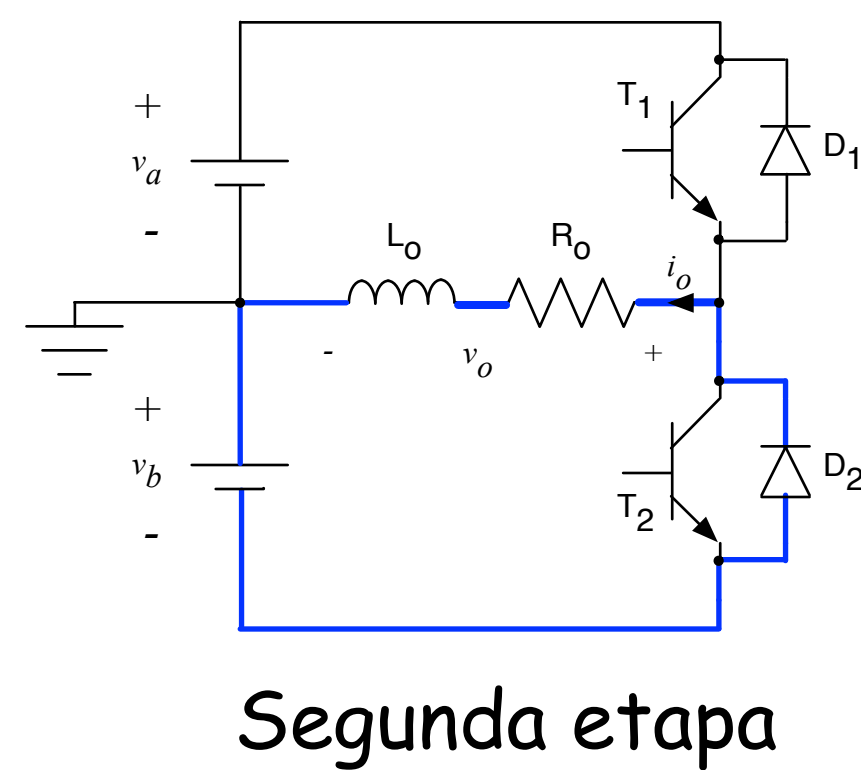 T1
D1
+
va
-
Lo
Ro
io
-
vo
+
+
vb
-
T2
D2
Segunda etapa